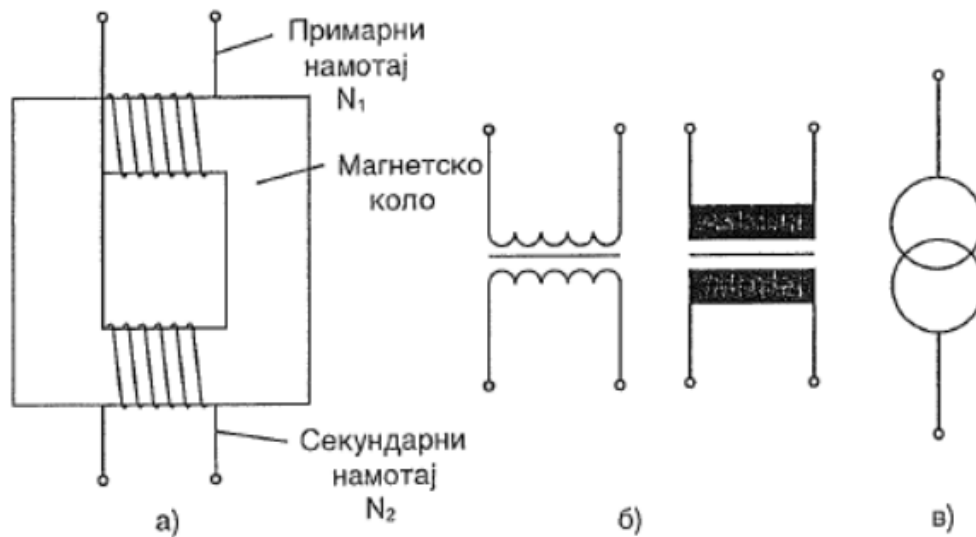 Примарни
намотај
N₁
Магнетско
коло
Секундарни
намотај
N₂
а)
б)
в)